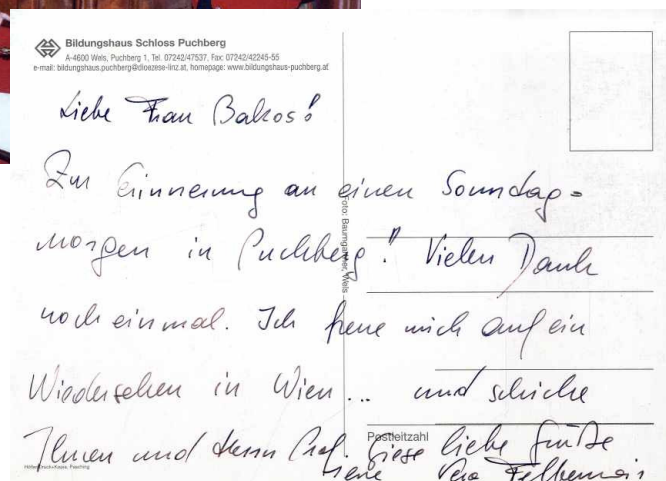 Bildungshaus Schloss Puchberg
A-4600 Wels, Puchberg 1, Tel. 07242/47537, Fax: 07242/42245-55
e-mail: bildungshaus.puchberg@dioezese-linz.at, homepage: www.bildungshaus-puchberg.at
Liebe Frau Bakos!
Zur Erinnerung an einen Sonntag=
morgen in Puchberg! Vielen Dank
noch einmal. Ich freue mich auf ein
Wiedersehen in Wien... und schicke
Ihnen und Herrn Prof. Giese liebe Grüße
Vera
Foto: Baumgartner, Wels
Postleitzahl